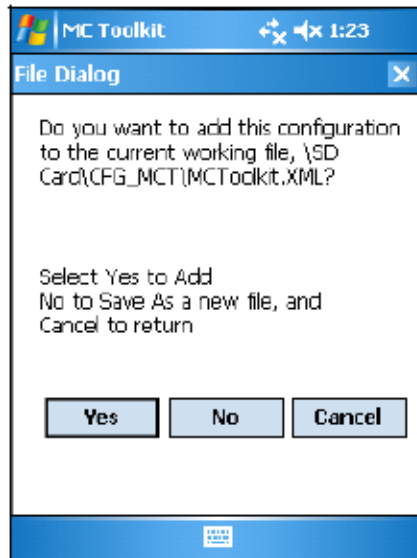 MC Toolkit 1:23
File Dialog
Do you want to add this configuration
to the current working file, \SD
Card\CFG_MCT\MCToolkit.XML?
Select Yes to Add
No to Save As a new file, and
Cancel to return
Yes No Cancel